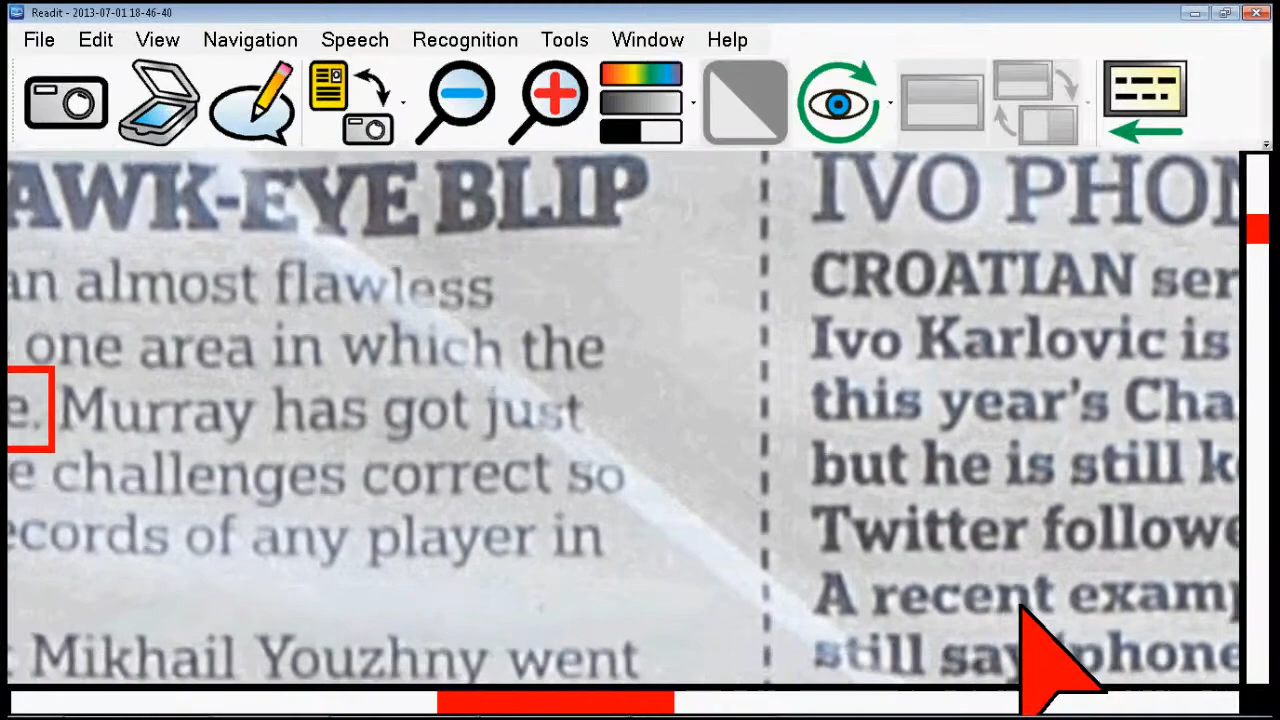 Readit - 2013-07-01 18-46-40
File Edit View Navigation Speech Recognition Tools Window Help
AWK-EYE BLIP
an almost flawless
one area in which the
e. Murray has got just
e challenges correct so
ecords of any player in
Mikhail Youzhny went
IVO PHON
CROATIAN ser
Ivo Karlovic is
this year's Cha
but he is still k
Twitter followe
A recent examp
still say phone